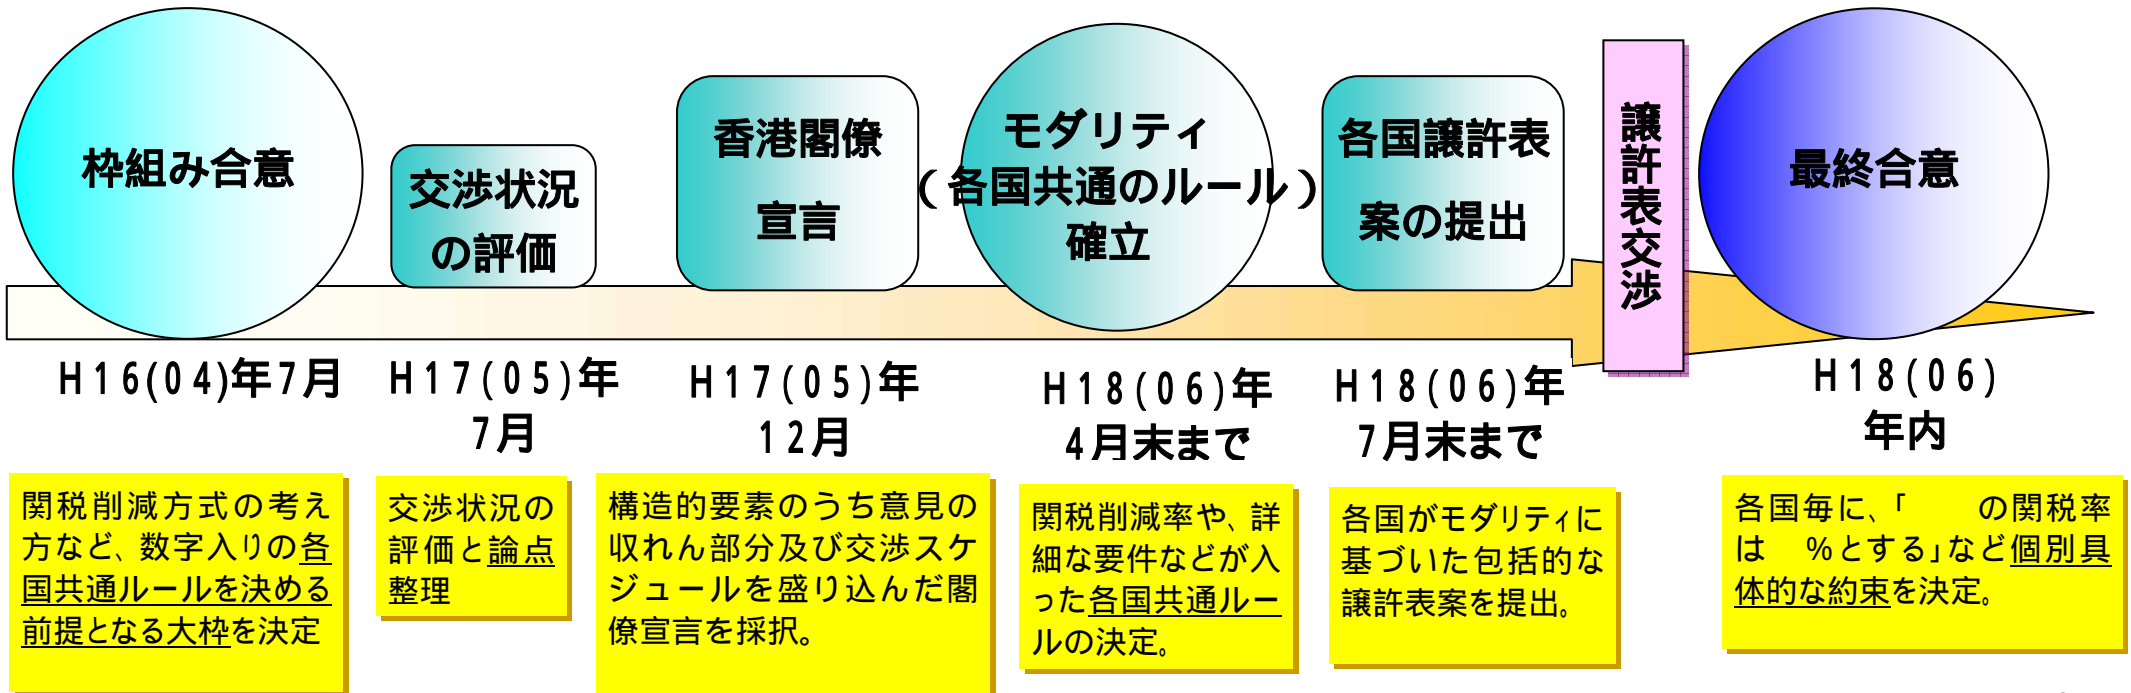 枠組み合意
交渉状況
の評価
香港閣僚
宣言
モダリティ
（各国共通のルール）
確立
各国譲許表
案の提出
譲許表交渉
最終合意
H16(04)年7月
H17(05)年
7月
H17(05)年
12月
H18(06)年
4月末まで
H18(06)年
7月末まで
H18(06)
年内
関税削減方式の考え
方など、数字入りの各
国共通ルールを決める
前提となる大枠を決定
交渉状況の
評価と論点
整理
構造的要素のうち意見の
収れん部分及び交渉スケ
ジュールを盛り込んだ閣
僚宣言を採択。
関税削減率や、詳
細な要件などが入
った各国共通ルー
ルの決定。
各国がモダリティに
基づいた包括的な
譲許表案を提出。
各国毎に、「　　の関税率
は　％とする」など個別具
体的な約束を決定。